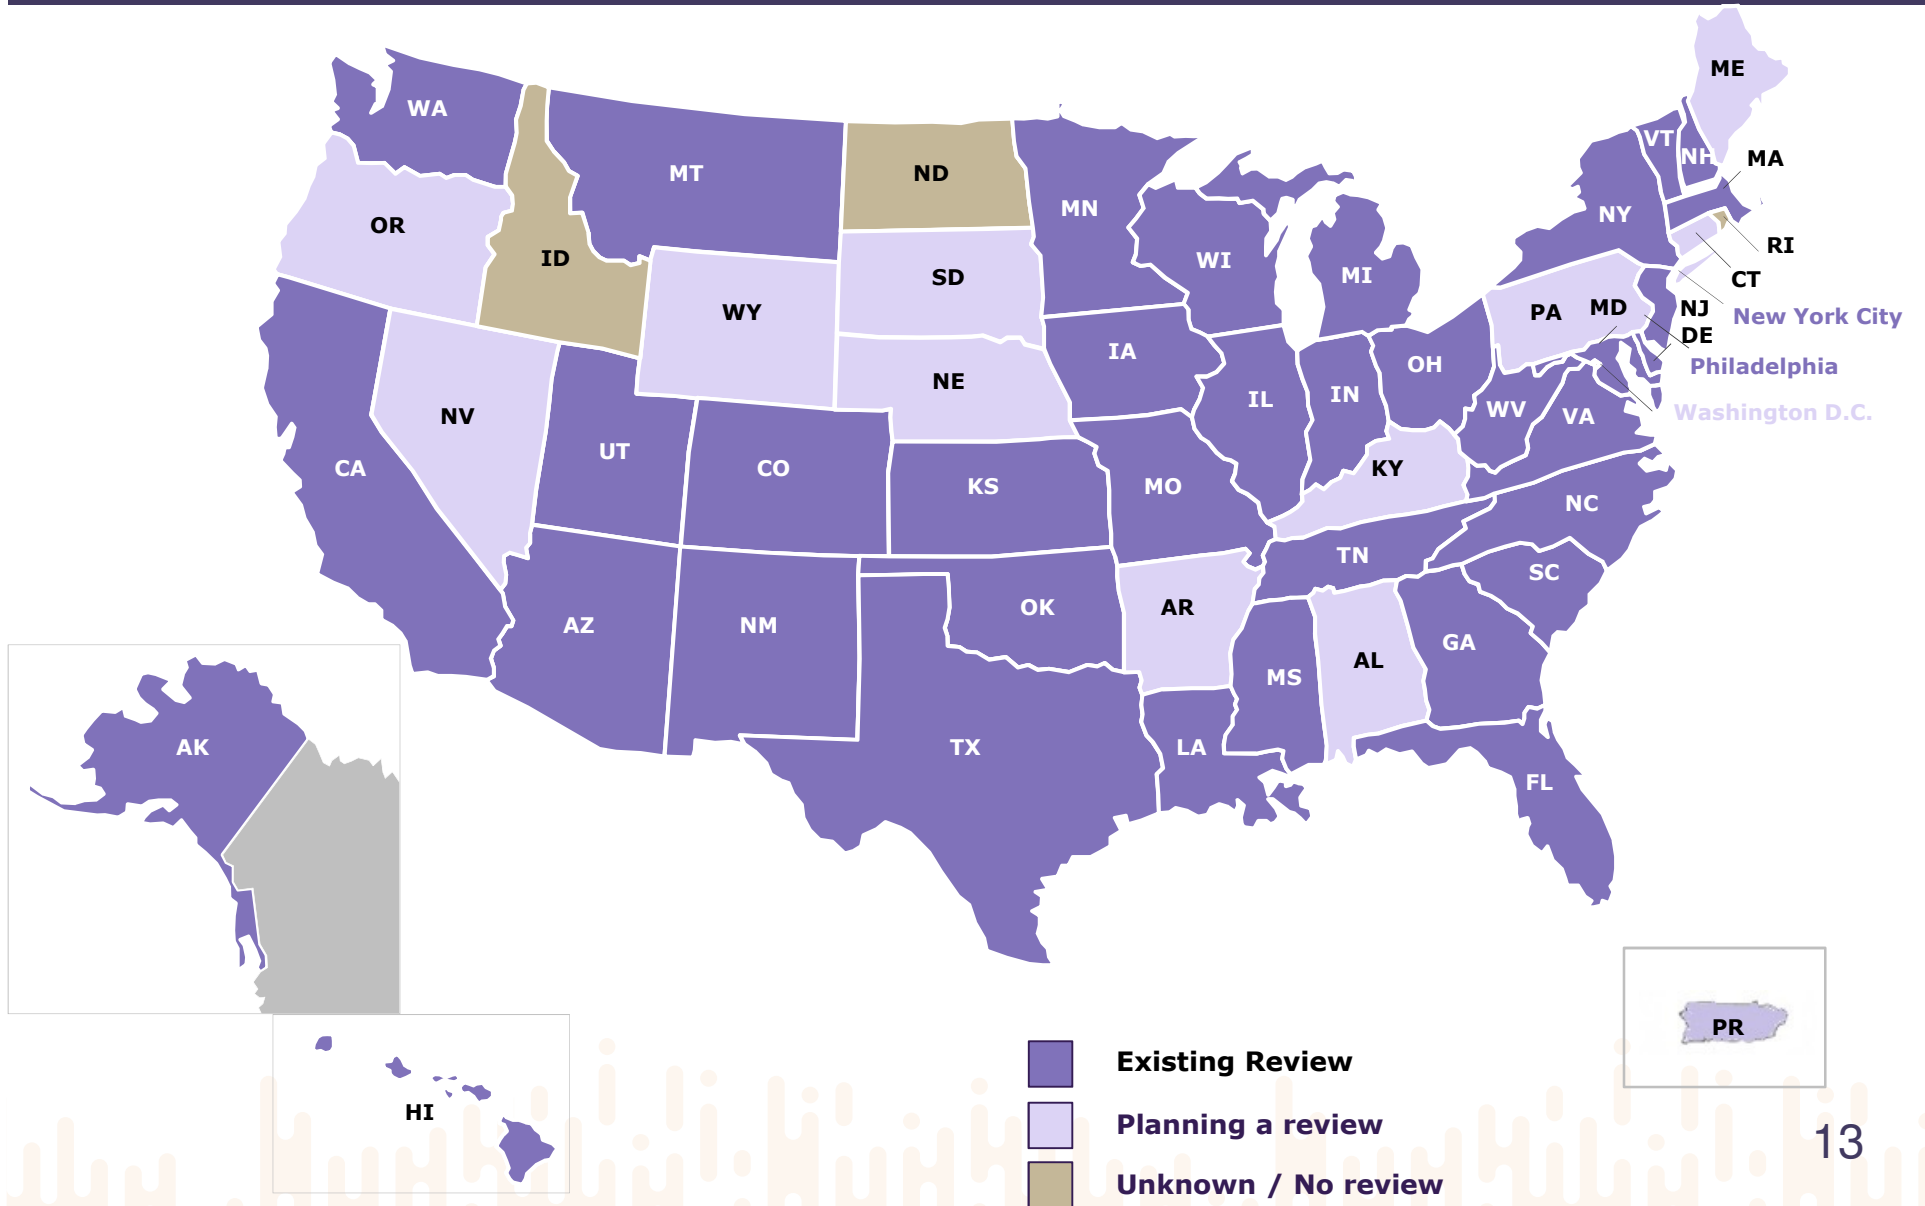 ME
WA
VT
NH
MA
MT
ND
MN
NY
OR
RI
ID
WI
MI
SD
CT
WY
PA
MD
NJ
New York City
DE
IA
OH
Philadelphia
NE
IL
IN
WV
VA
Washington D.C.
NV
UT
CO
CA
KS
MO
KY
NC
TN
SC
AZ
NM
OK
AR
GA
AL
MS
AK
TX
LA
FL
PR
HI
Existing Review
Planning a review
Unknown / No review
13